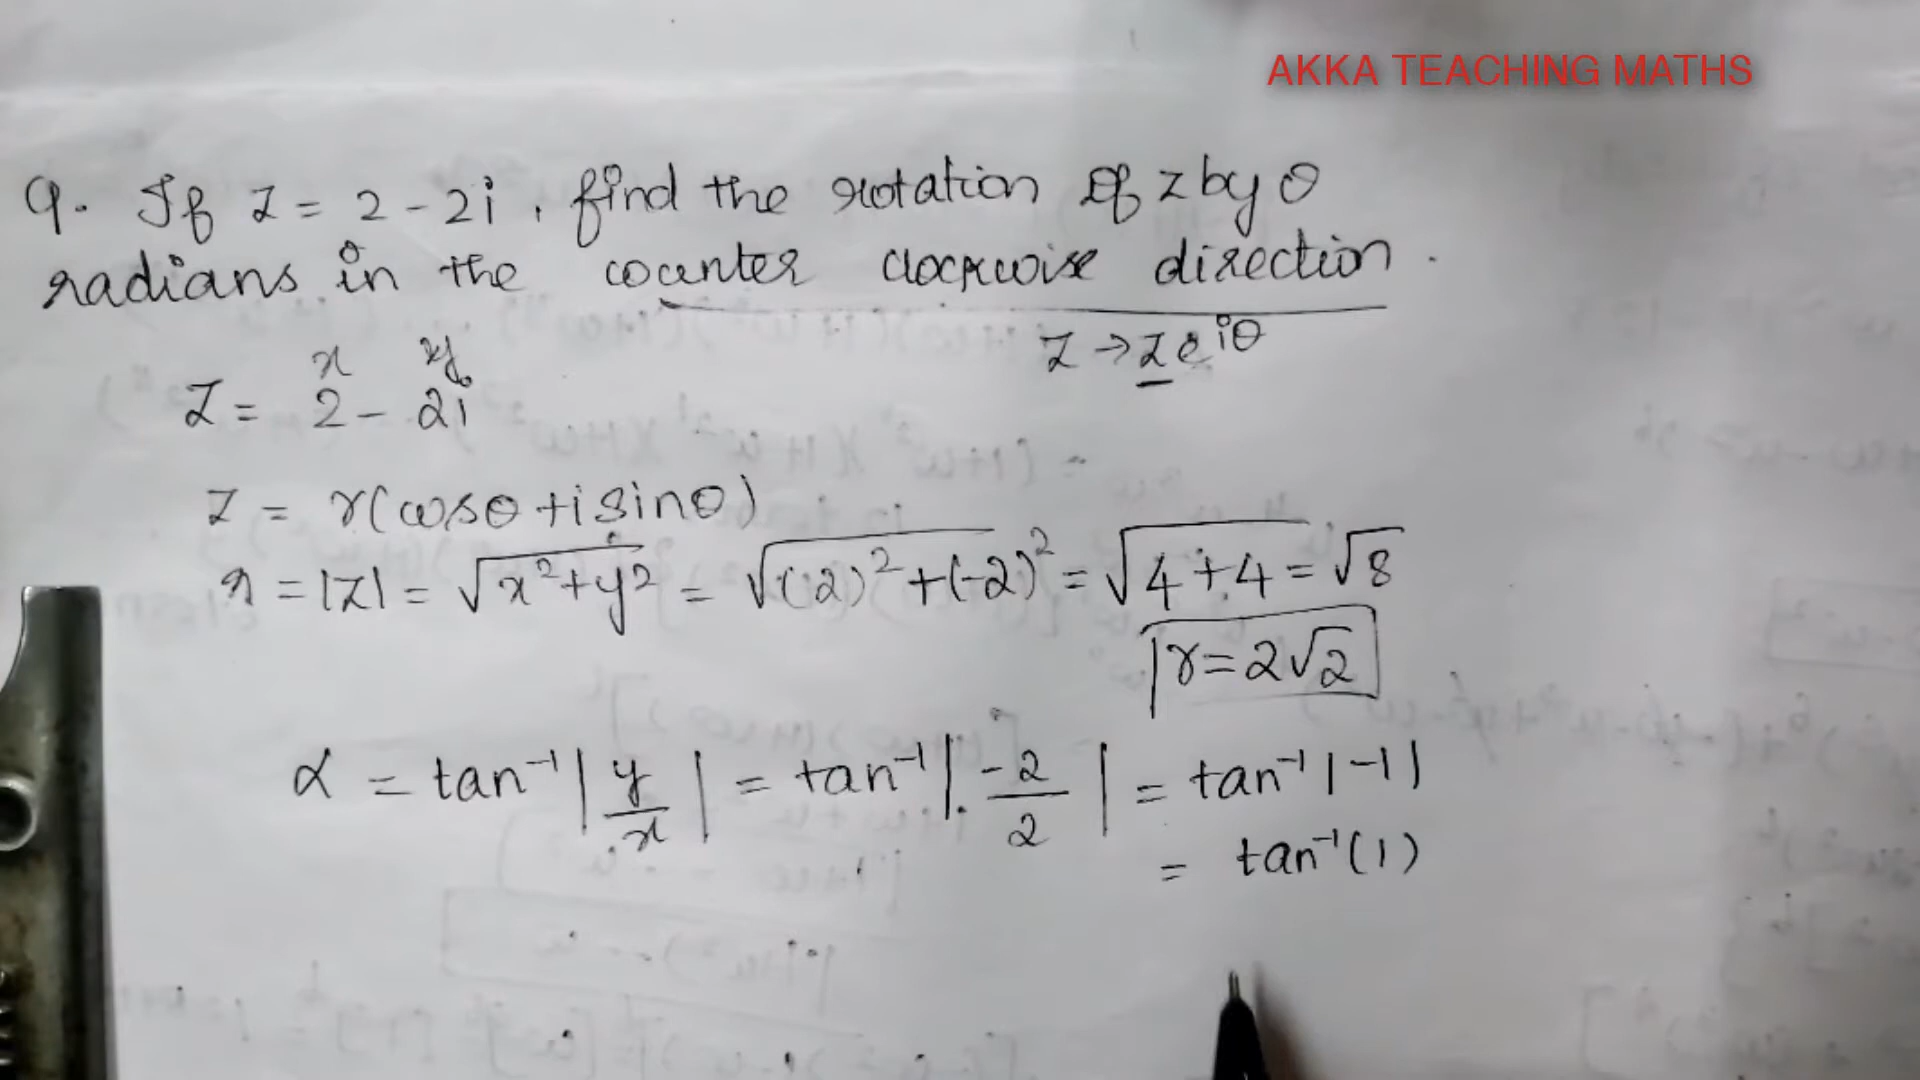 AKKA TEACHING MATHS
9. If z = 2 - 2i, find the rotation of z by θ
radians in the counter clockwise direction.
z → z e^iθ
x y
z = 2 - 2i
z = r(cosθ + i sinθ)
r = |z| = √x²+y² = √(2)²+(-2)² = √4+4 = √8
r = 2√2
α = tan⁻¹|y/x| = tan⁻¹|-2/2| = tan⁻¹|-1|
= tan⁻¹(1)